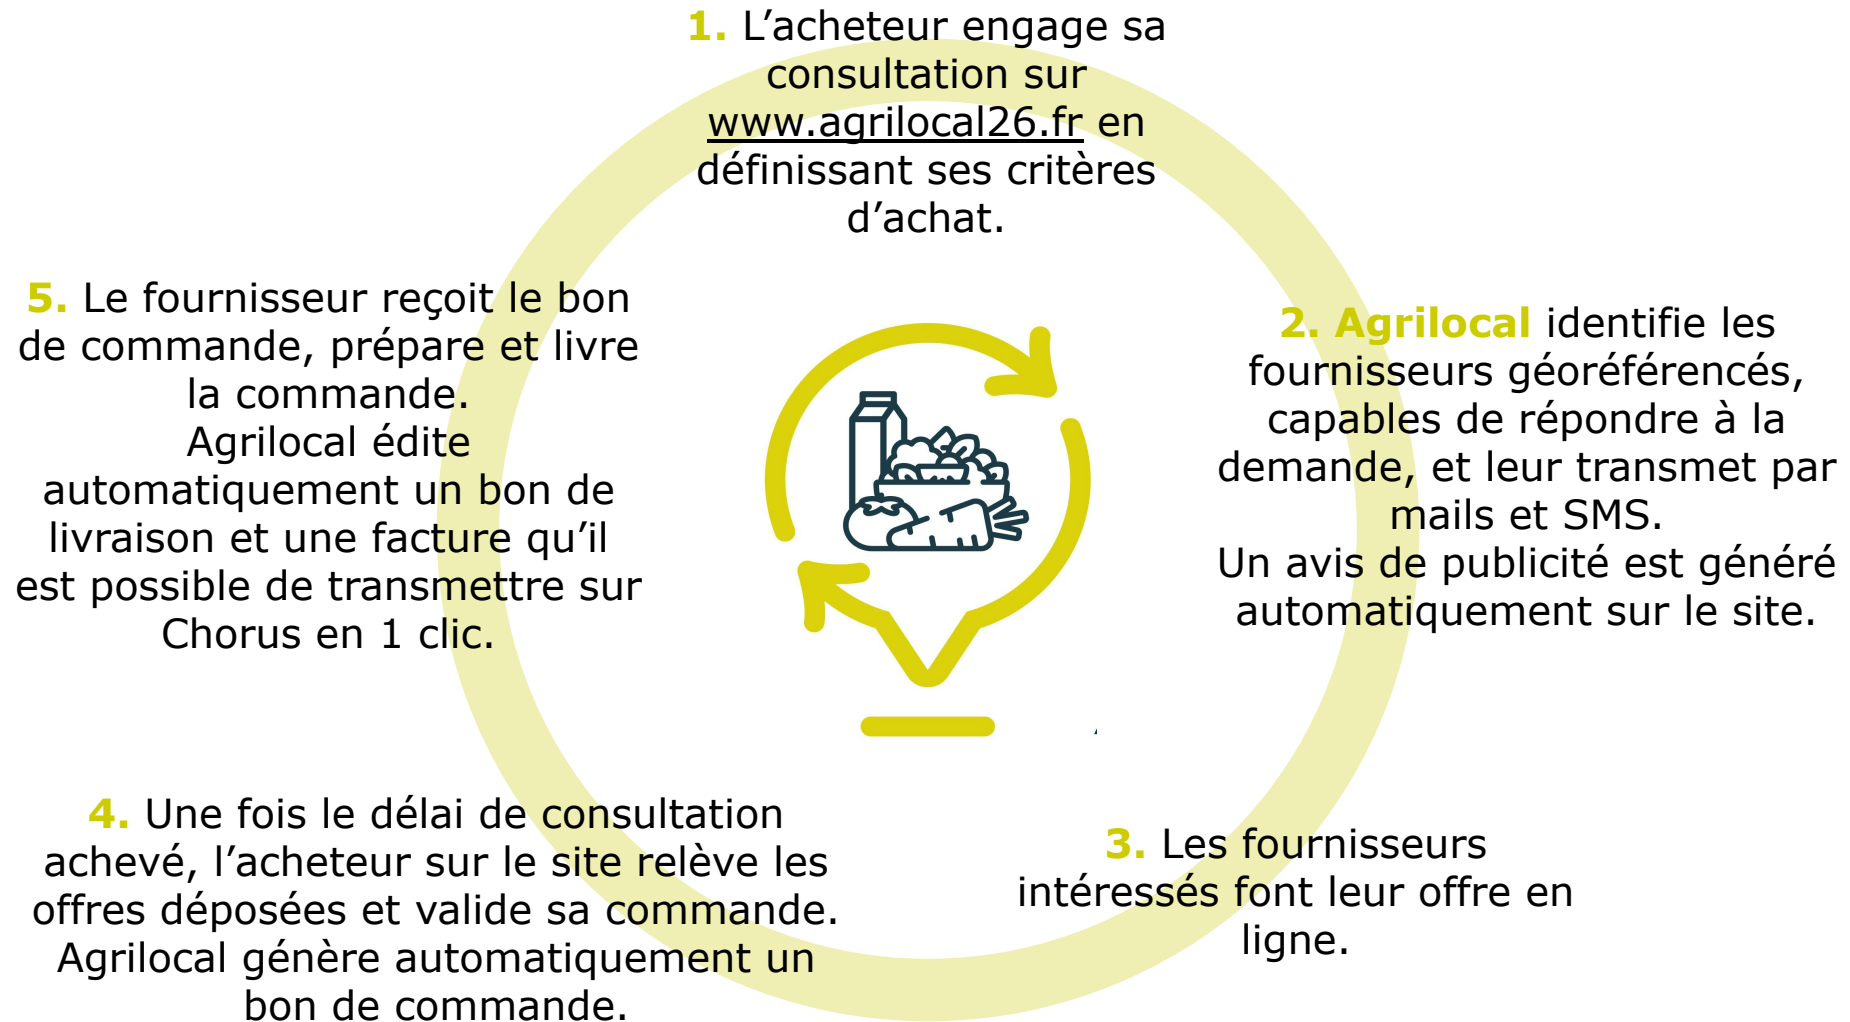 1. L’acheteur engage sa
consultation sur
www.agrilocal26.fr en
définissant ses critères
d’achat.
2. Agrilocal identifie les
fournisseurs géoréférencés,
capables de répondre à la
demande, et leur transmet par
mails et SMS.
Un avis de publicité est généré
automatiquement sur le site.
3. Les fournisseurs
intéressés font leur offre en
ligne.
4. Une fois le délai de consultation
achevé, l’acheteur sur le site relève les
offres déposées et valide sa commande.
Agrilocal génère automatiquement un
bon de commande.
5. Le fournisseur reçoit le bon
de commande, prépare et livre
la commande.
Agrilocal édite
automatiquement un bon de
livraison et une facture qu’il
est possible de transmettre sur
Chorus en 1 clic.